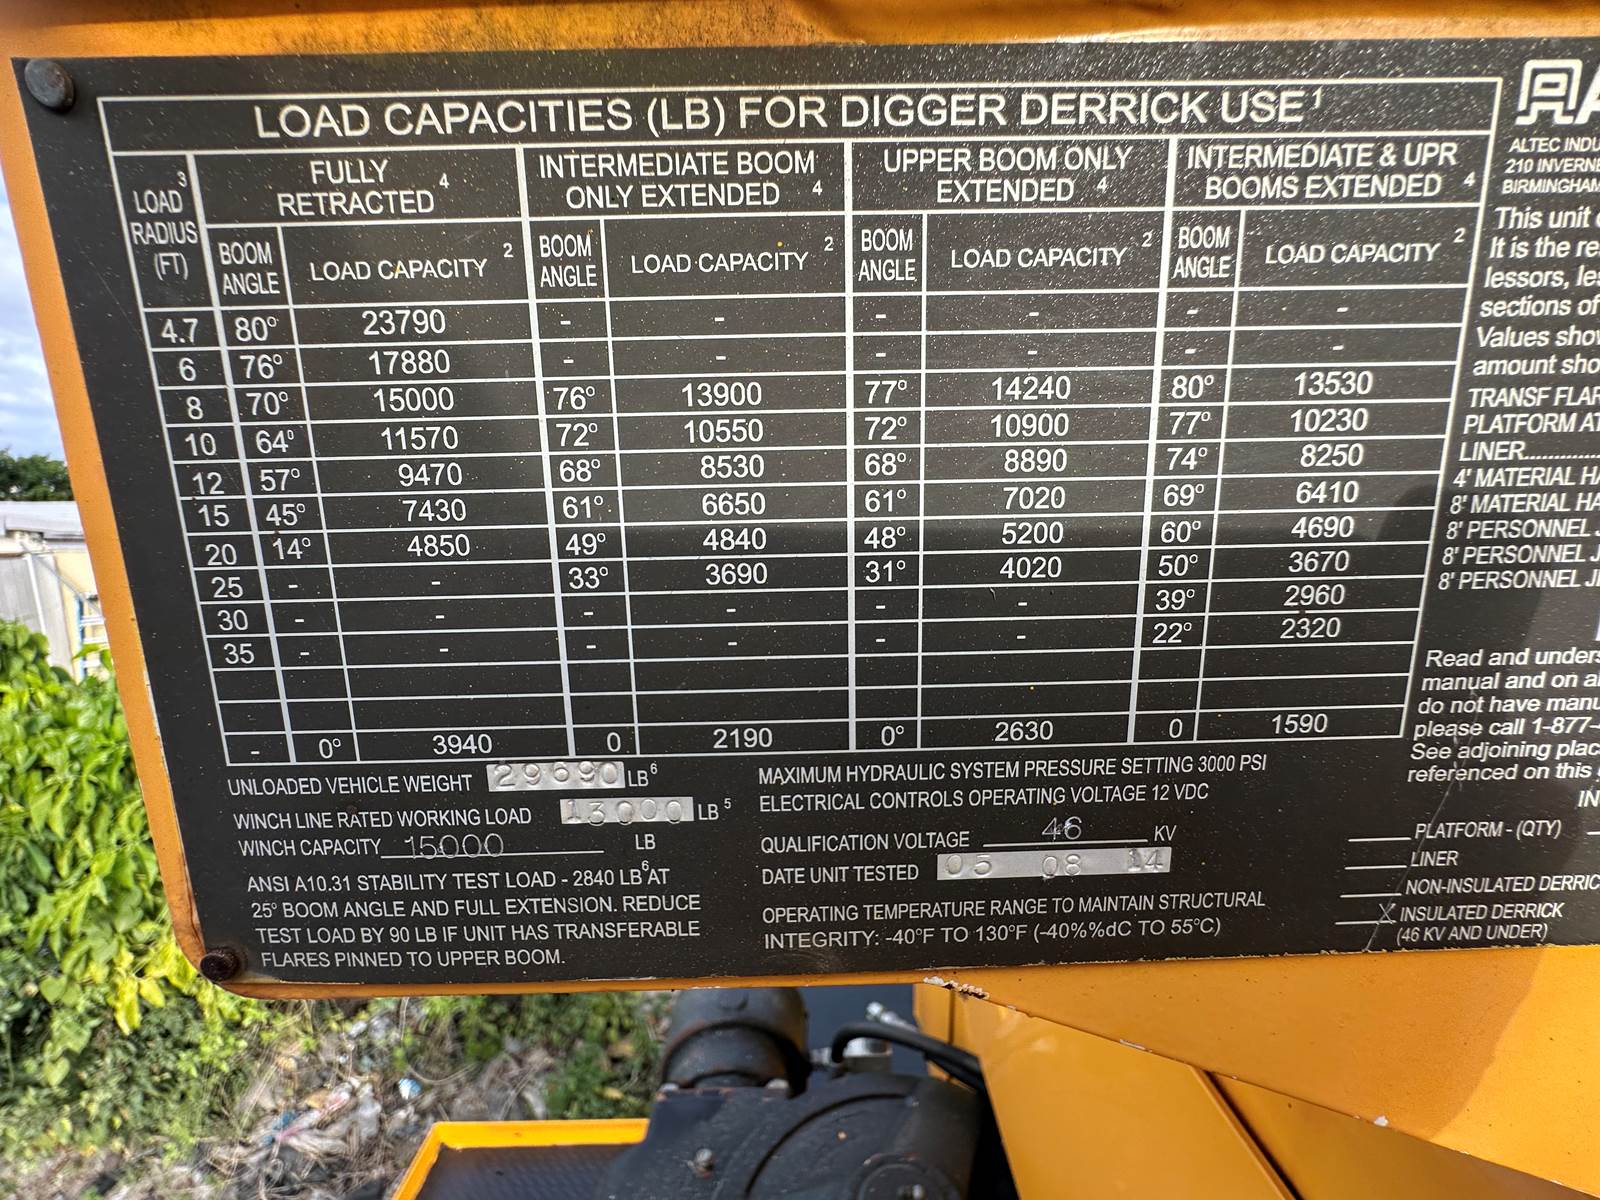 LOAD CAPACITIES (LB) FOR DIGGER DERRICK USE 1
LOAD RADIUS (FT) 3 FULLY RETRACTED 4 INTERMEDIATE BOOM ONLY EXTENDED 4 UPPER BOOM ONLY EXTENDED 4 INTERMEDIATE & UPR BOOMS EXTENDED 4
BOOM ANGLE LOAD CAPACITY 2 BOOM ANGLE LOAD CAPACITY 2 BOOM ANGLE LOAD CAPACITY 2 BOOM ANGLE LOAD CAPACITY 2
4.7 80° 23790 - - - - - -
6 76° 17880 - - - - - -
8 70° 15000 76° 13900 77° 14240 80° 13530
10 64° 11570 72° 10550 72° 10900 77° 10230
12 57° 9470 68° 8530 68° 8890 74° 8250
15 45° 7430 61° 6650 61° 7020 69° 6410
20 14° 4850 49° 4840 48° 5200 60° 4690
25 - - 33° 3690 31° 4020 50° 3670
30 - - - - - - 39° 2960
35 - - - - - - 22° 2320
- 0° 3940 0 2190 0° 2630 0 1590
UNLOADED VEHICLE WEIGHT 29690 LB 6
WINCH LINE RATED WORKING LOAD 13000 LB 5
WINCH CAPACITY 15000 LB
ANSI A10.31 STABILITY TEST LOAD - 2840 LB 6 AT
25° BOOM ANGLE AND FULL EXTENSION. REDUCE
TEST LOAD BY 90 LB IF UNIT HAS TRANSFERABLE
FLARES PINNED TO UPPER BOOM.
MAXIMUM HYDRAULIC SYSTEM PRESSURE SETTING 3000 PSI
ELECTRICAL CONTROLS OPERATING VOLTAGE 12 VDC
QUALIFICATION VOLTAGE 46 KV
DATE UNIT TESTED 05 08 14
OPERATING TEMPERATURE RANGE TO MAINTAIN STRUCTURAL
INTEGRITY: -40°F TO 130°F (-40%%dC TO 55°C)
ALTEC INDU
210 INVERNE
BIRMINGHAM
This unit
It is the re
lessors, les
sections of
Values show
amount sho
TRANSF FLAR
PLATFORM AT
LINER
4' MATERIAL HA
8' MATERIAL HA
8' PERSONNEL J
8' PERSONNEL J
8' PERSONNEL JI
Read and unders
manual and on al
do not have manu
please call 1-877-
See adjoining plac
referenced on this
IN
PLATFORM - (QTY)
LINER
NON-INSULATED DERRIC
X INSULATED DERRICK
(46 KV AND UNDER)